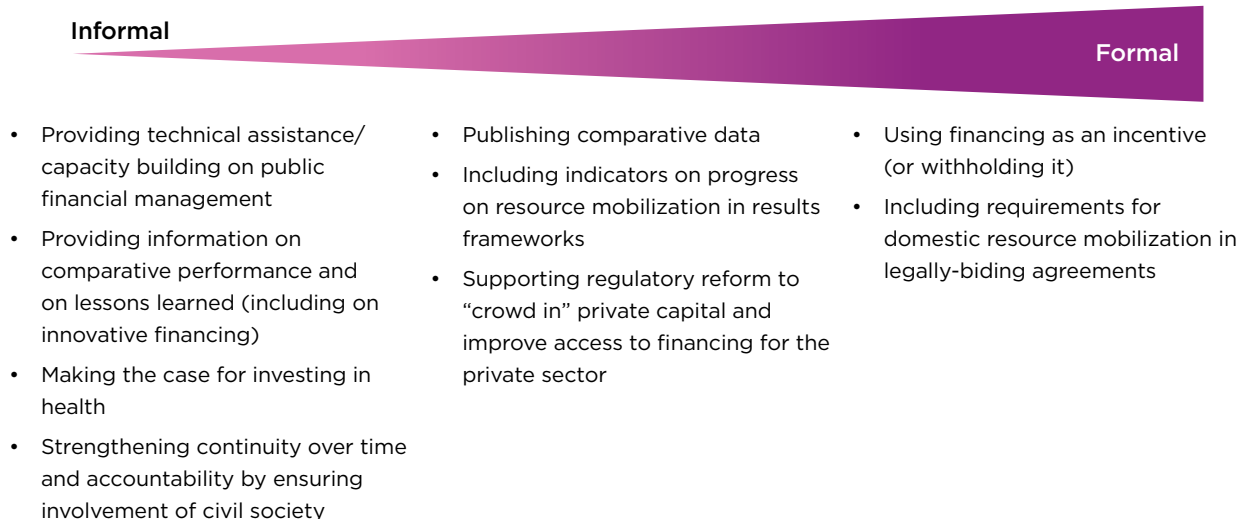 Informal
Formal
• Providing technical assistance/
capacity building on public
financial management
• Providing information on
comparative performance and
on lessons learned (including on
innovative financing)
• Making the case for investing in
health
• Strengthening continuity over time
and accountability by ensuring
involvement of civil society
• Publishing comparative data
• Including indicators on progress
on resource mobilization in results
frameworks
• Supporting regulatory reform to
“crowd in” private capital and
improve access to financing for the
private sector
• Using financing as an incentive
(or withholding it)
• Including requirements for
domestic resource mobilization in
legally-biding agreements